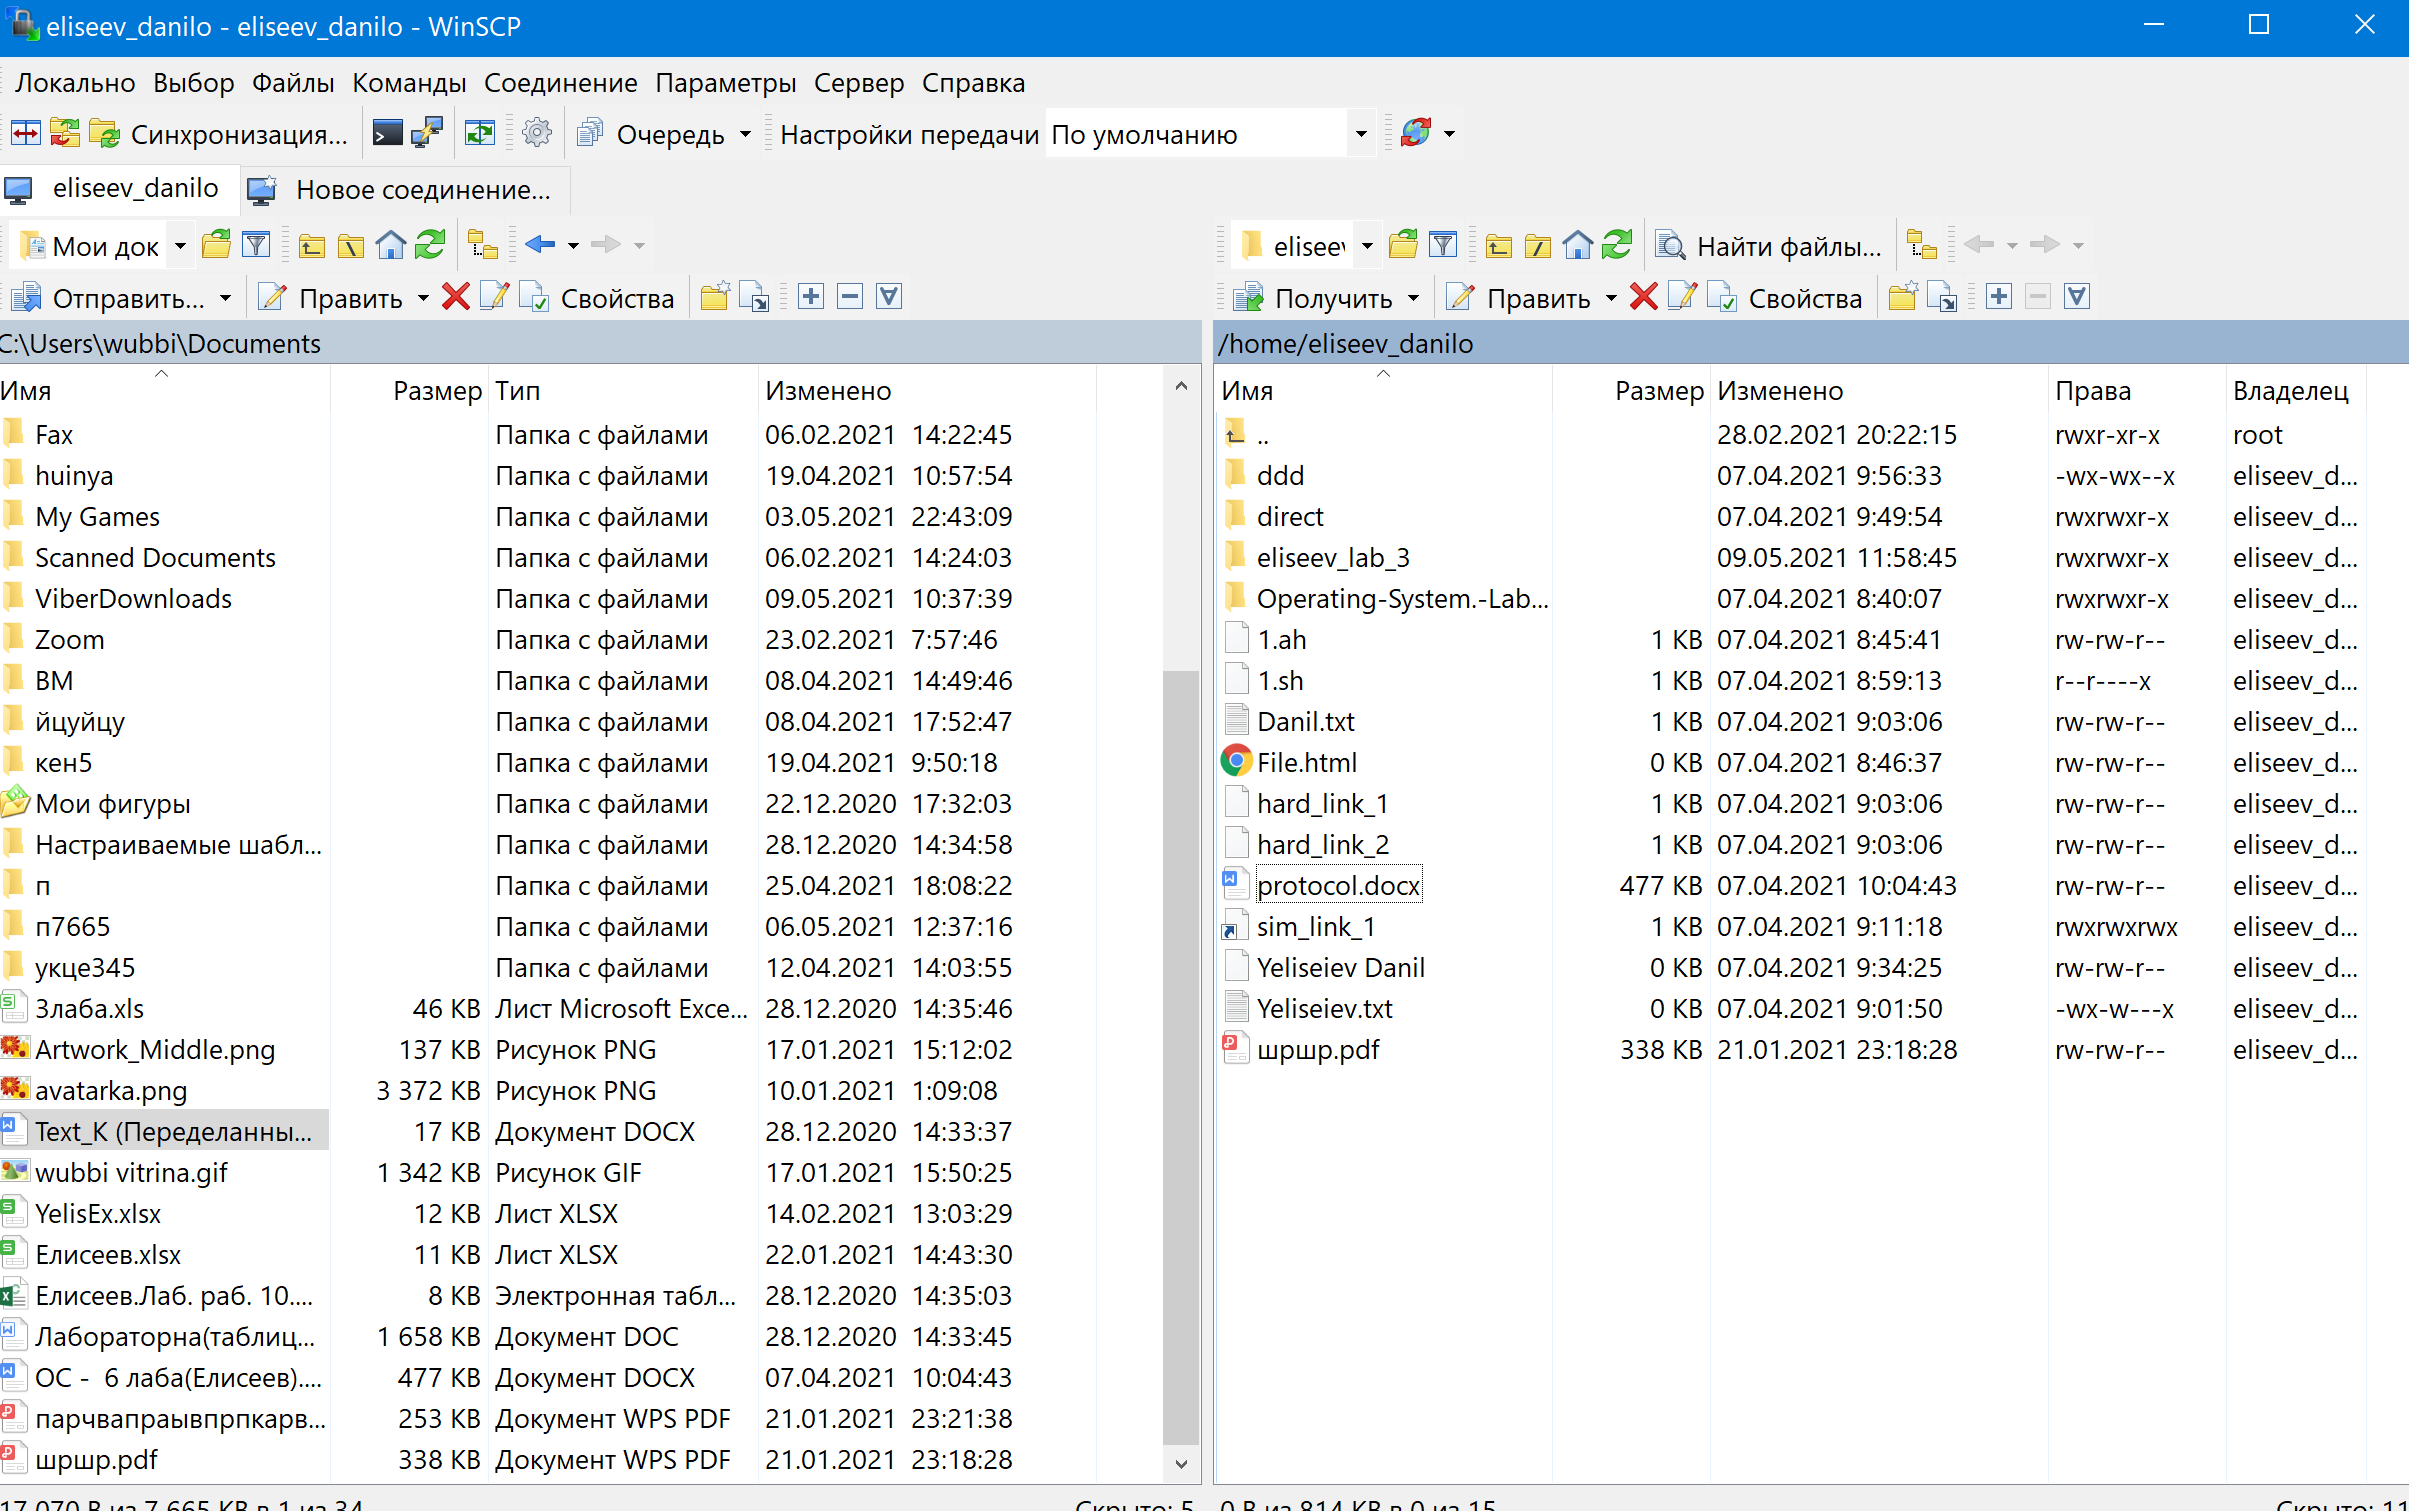 eliseev_danilo - eliseev_danilo - WinSCP
Локально Выбор Файлы Команды Соединение Параметры Сервер Справка
Синхронизация... Очередь Настройки передачи По умолчанию
eliseev_danilo Новое соединение...
Мои док
Отправить... Править Свойства
C:\Users\wubbi\Documents
Имя Размер Тип Изменено
Fax Папка с файлами 06.02.2021 14:22:45
huinya Папка с файлами 19.04.2021 10:57:54
My Games Папка с файлами 03.05.2021 22:43:09
Scanned Documents Папка с файлами 06.02.2021 14:24:03
ViberDownloads Папка с файлами 09.05.2021 10:37:39
Zoom Папка с файлами 23.02.2021 7:57:46
ВМ Папка с файлами 08.04.2021 14:49:46
йцуйцу Папка с файлами 08.04.2021 17:52:47
кен5 Папка с файлами 19.04.2021 9:50:18
Мои фигуры Папка с файлами 22.12.2020 17:32:03
Настраиваемые шабл... Папка с файлами 28.12.2020 14:34:58
п Папка с файлами 25.04.2021 18:08:22
п7665 Папка с файлами 06.05.2021 12:37:16
укце345 Папка с файлами 12.04.2021 14:03:55
3лаба.xls 46 KB Лист Microsoft Exce... 28.12.2020 14:35:46
Artwork_Middle.png 137 KB Рисунок PNG 17.01.2021 15:12:02
avatarka.png 3 372 KB Рисунок PNG 10.01.2021 1:09:08
Text_K (Переделанны... 17 KB Документ DOCX 28.12.2020 14:33:37
wubbi vitrina.gif 1 342 KB Рисунок GIF 17.01.2021 15:50:25
YelisEx.xlsx 12 KB Лист XLSX 14.02.2021 13:03:29
Елисеев.xlsx 11 KB Лист XLSX 22.01.2021 14:43:30
Елисеев.Лаб. раб. 10.... 8 KB Электронная табл... 28.12.2020 14:35:03
Лабораторна(таблиц... 1 658 KB Документ DOC 28.12.2020 14:33:45
ОС - 6 лаба(Елисеев).... 477 KB Документ DOCX 07.04.2021 10:04:43
парчвапраывпрпкарв... 253 KB Документ WPS PDF 21.01.2021 23:21:38
шршр.pdf 338 KB Документ WPS PDF 21.01.2021 23:18:28
17 070 B из 7 665 KB в 1 из 34 Скрыто: 5
eliseev Найти файлы...
Получить Править Свойства
/home/eliseev_danilo
Имя Размер Изменено Права Владелец
.. 28.02.2021 20:22:15 rwxr-xr-x root
ddd 07.04.2021 9:56:33 -wx-wx--x eliseev_d...
direct 07.04.2021 9:49:54 rwxrwxr-x eliseev_d...
eliseev_lab_3 09.05.2021 11:58:45 rwxrwxr-x eliseev_d...
Operating-System.-Lab... 07.04.2021 8:40:07 rwxrwxr-x eliseev_d...
1.ah 1 KB 07.04.2021 8:45:41 rw-rw-r-- eliseev_d...
1.sh 1 KB 07.04.2021 8:59:13 r--r----x eliseev_d...
Danil.txt 1 KB 07.04.2021 9:03:06 rw-rw-r-- eliseev_d...
File.html 0 KB 07.04.2021 8:46:37 rw-rw-r-- eliseev_d...
hard_link_1 1 KB 07.04.2021 9:03:06 rw-rw-r-- eliseev_d...
hard_link_2 1 KB 07.04.2021 9:03:06 rw-rw-r-- eliseev_d...
protocol.docx 477 KB 07.04.2021 10:04:43 rw-rw-r-- eliseev_d...
sim_link_1 1 KB 07.04.2021 9:11:18 rwxrwxrwx eliseev_d...
Yeliseiev Danil 0 KB 07.04.2021 9:34:25 rw-rw-r-- eliseev_d...
Yeliseiev.txt 0 KB 07.04.2021 9:01:50 -wx-w---x eliseev_d...
шршр.pdf 338 KB 21.01.2021 23:18:28 rw-rw-r-- eliseev_d...
0 B из 814 KB в 0 из 15 Скрыто: 11